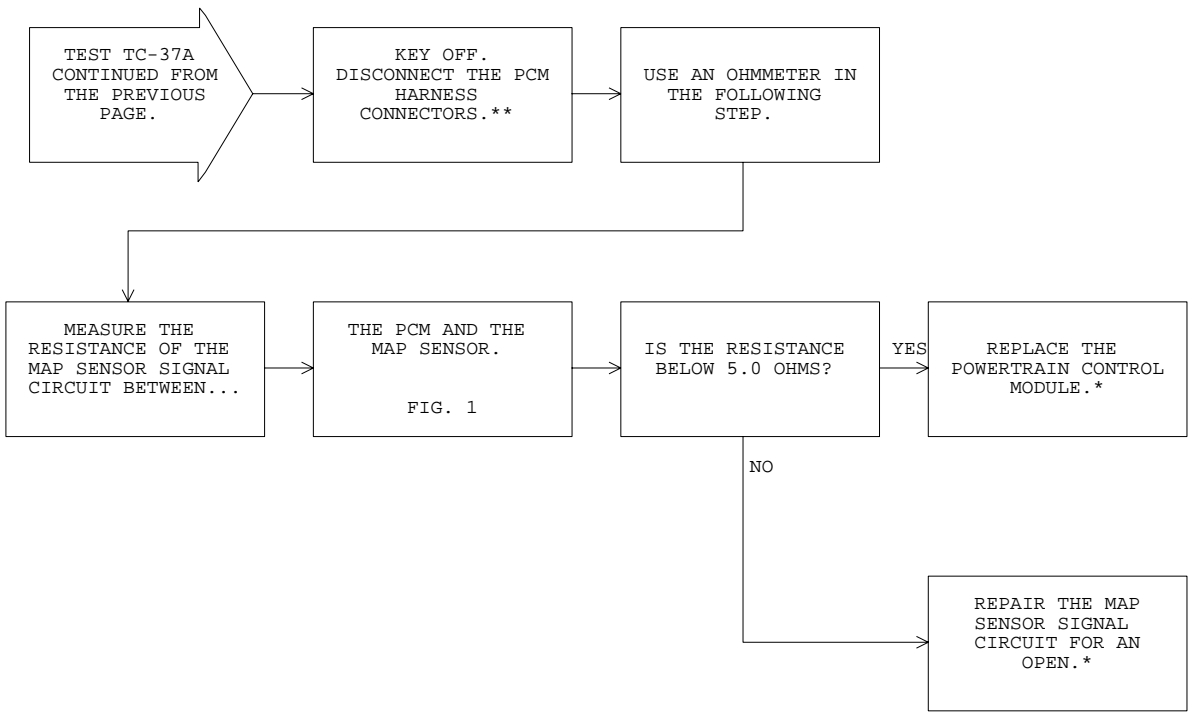 TEST TC-37A
CONTINUED FROM
THE PREVIOUS
PAGE.
KEY OFF.
DISCONNECT THE PCM
HARNESS
CONNECTORS.**
USE AN OHMMETER IN
THE FOLLOWING
STEP.
MEASURE THE
RESISTANCE OF THE
MAP SENSOR SIGNAL
CIRCUIT BETWEEN...
THE PCM AND THE
MAP SENSOR.
FIG. 1
IS THE RESISTANCE
BELOW 5.0 OHMS?
YES
REPLACE THE
POWERTRAIN CONTROL
MODULE.*
NO
REPAIR THE MAP
SENSOR SIGNAL
CIRCUIT FOR AN
OPEN.*